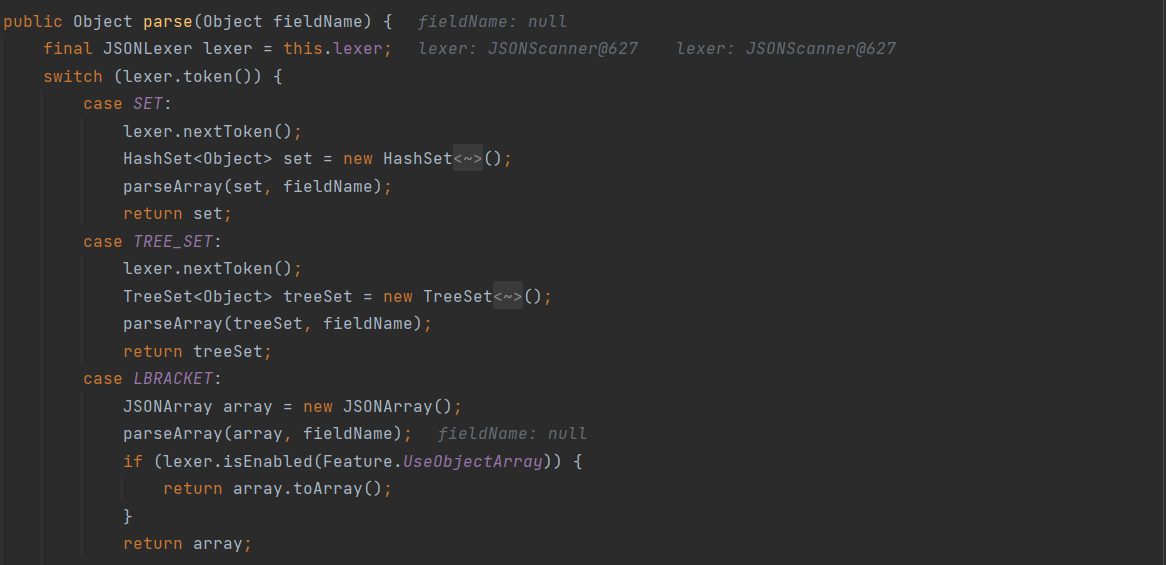 public Object parse(Object fieldName) {   fieldName: null
    final JSONLexer lexer = this.lexer;   lexer: JSONScanner@627    lexer: JSONScanner@627
    switch (lexer.token()) {
        case SET:
            lexer.nextToken();
            HashSet<Object> set = new HashSet<~>();
            parseArray(set, fieldName);
            return set;
        case TREE_SET:
            lexer.nextToken();
            TreeSet<Object> treeSet = new TreeSet<~>();
            parseArray(treeSet, fieldName);
            return treeSet;
        case LBRACKET:
            JSONArray array = new JSONArray();
            parseArray(array, fieldName);   fieldName: null
            if (lexer.isEnabled(Feature.UseObjectArray)) {
                return array.toArray();
            }
            return array;